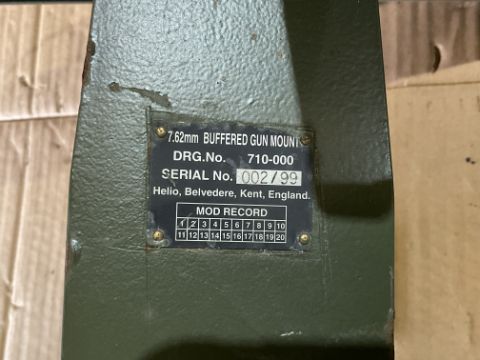 7.62mm BUFFERED GUN MOUNT
DRG.No. 710-000
SERIAL No. 002/99
Helio, Belvedere, Kent, England.
MOD RECORD
1 2 3 4 5 6 7 8 9 10
11 12 13 14 15 16 17 18 19 20